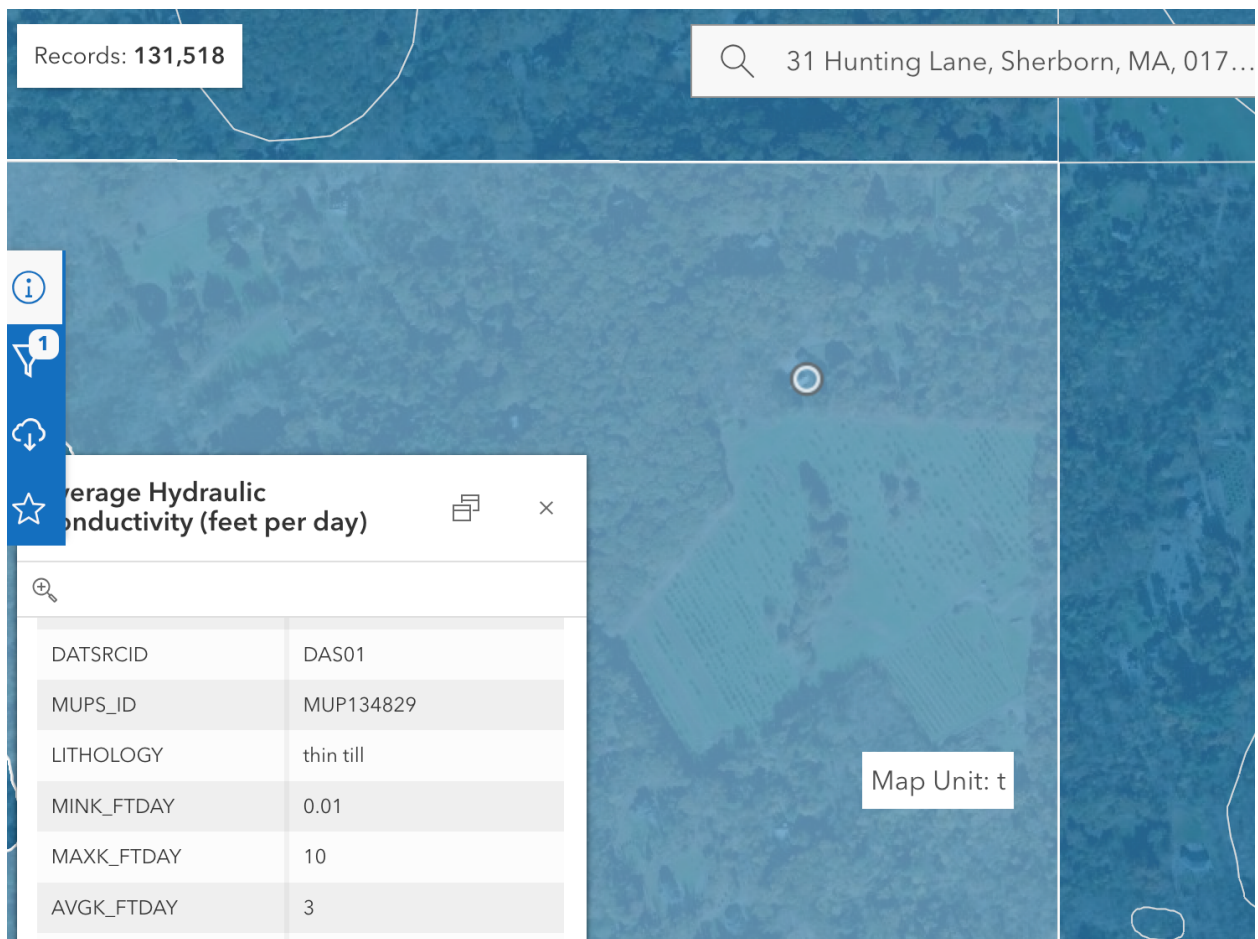 Records: 131,518
31 Hunting Lane, Sherborn, MA, 017...
1
verage Hydraulic
onductivity (feet per day)
DATSRCID DAS01
MUPS_ID MUP134829
LITHOLOGY thin till
MINK_FTDAY 0.01
MAXK_FTDAY 10
AVGK_FTDAY 3
Map Unit: t